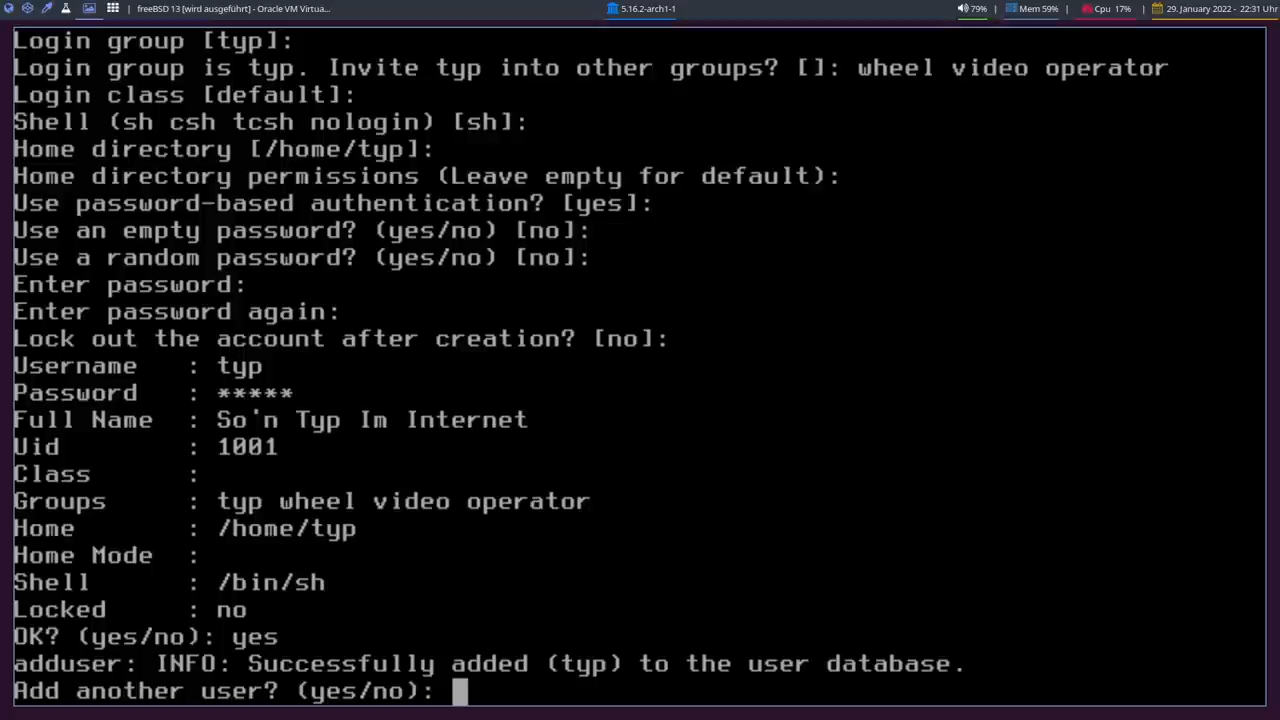 freeBSD 13 [wird ausgeführt] - Oracle VM Virtua... 5.16.2-arch1-1 79% Mem 59% Cpu 17% 29. January 2022 - 22:31 Uhr
Login group [typ]:
Login group is typ. Invite typ into other groups? []: wheel video operator
Login class [default]:
Shell (sh csh tcsh nologin) [sh]:
Home directory [/home/typ]:
Home directory permissions (Leave empty for default):
Use password-based authentication? [yes]:
Use an empty password? (yes/no) [no]:
Use a random password? (yes/no) [no]:
Enter password:
Enter password again:
Lock out the account after creation? [no]:
Username : typ
Password : *****
Full Name : So'n Typ Im Internet
Uid : 1001
Class :
Groups : typ wheel video operator
Home : /home/typ
Home Mode :
Shell : /bin/sh
Locked : no
OK? (yes/no): yes
adduser: INFO: Successfully added (typ) to the user database.
Add another user? (yes/no):